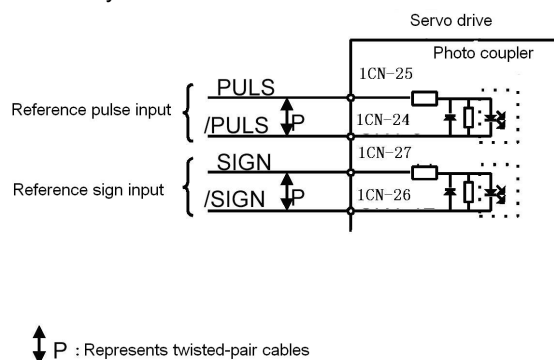 Servo drive
Photo coupler
1CN-25
PULS
Reference pulse input
P
1CN-24
/PULS
1CN-27
SIGN
Reference sign input
P
1CN-26
/SIGN
P : Represents twisted-pair cables